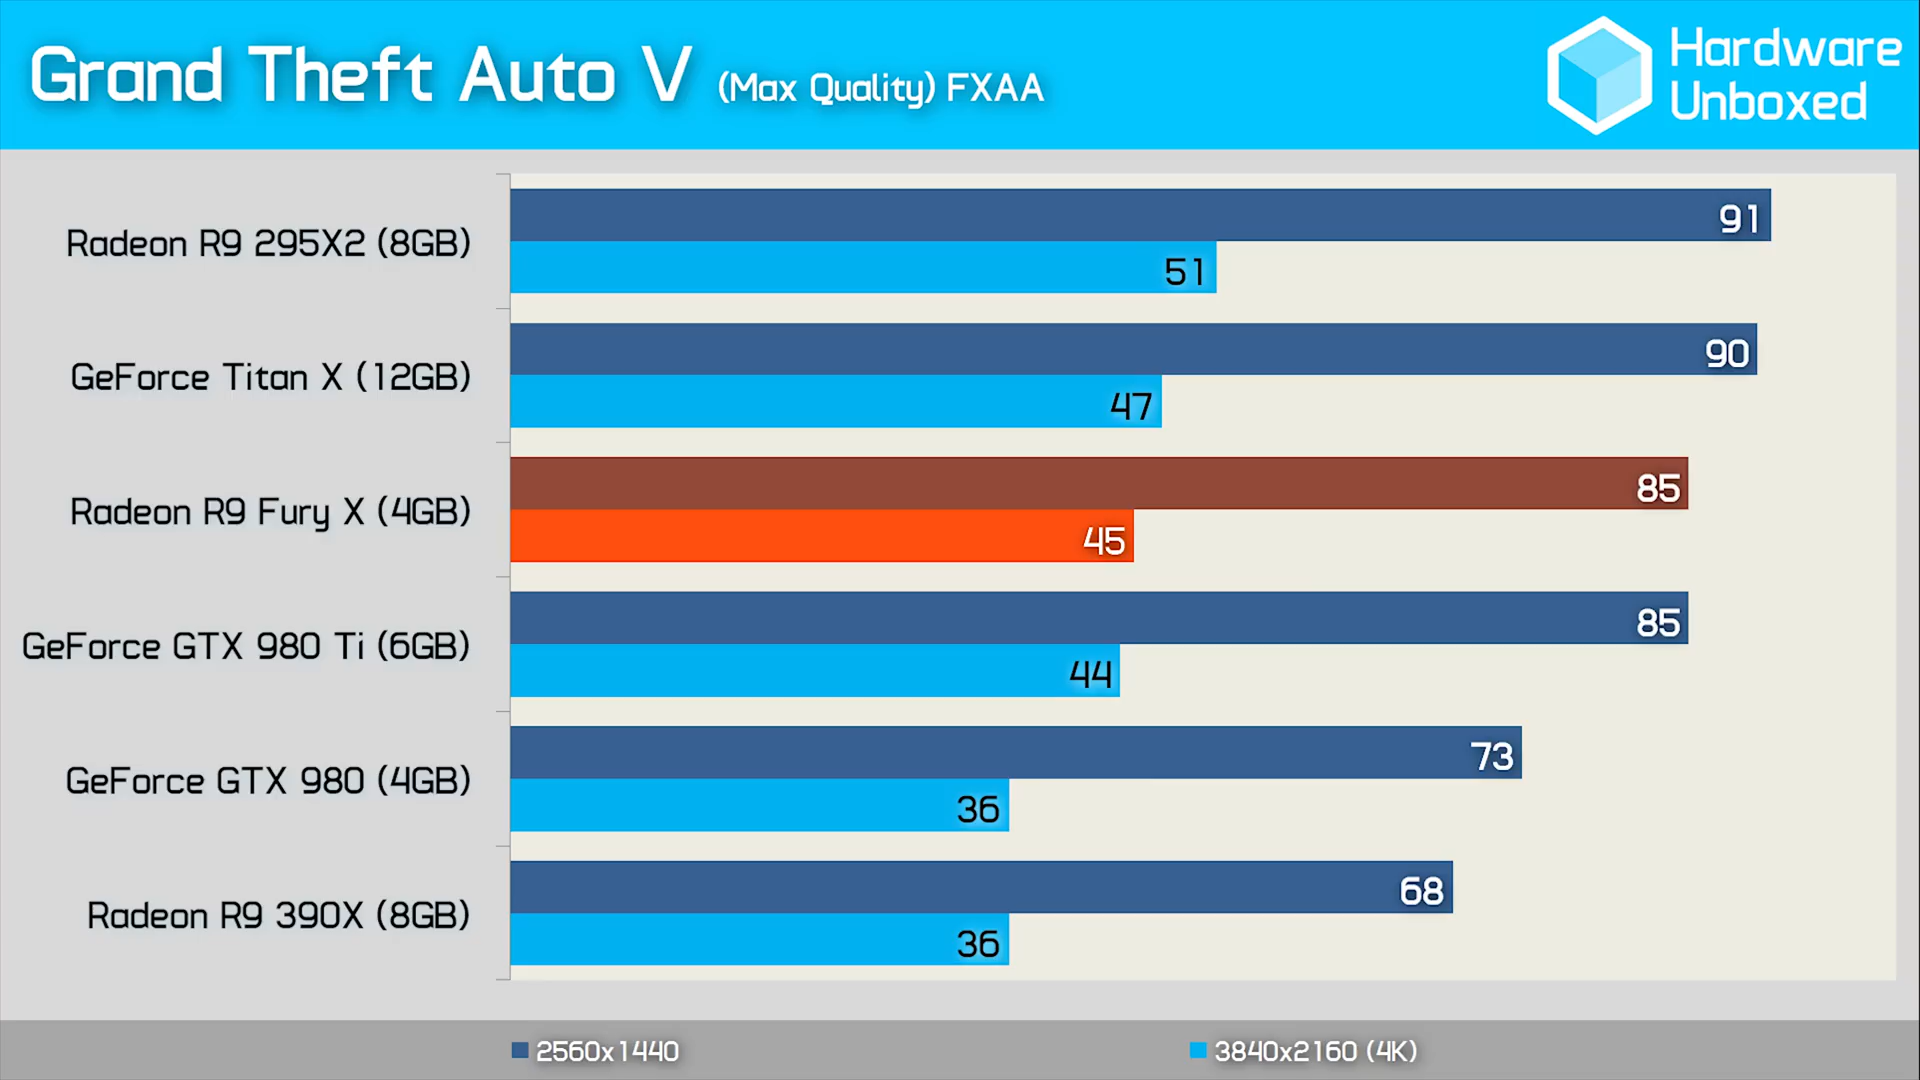 Grand Theft Auto V (Max Quality) FXAA
Hardware
Unboxed
Radeon R9 295X2 (8GB)
91
51
GeForce Titan X (12GB)
90
47
Radeon R9 Fury X (4GB)
85
45
GeForce GTX 980 Ti (6GB)
85
44
GeForce GTX 980 (4GB)
73
36
Radeon R9 390X (8GB)
68
36
2560x1440
3840x2160 (4K)